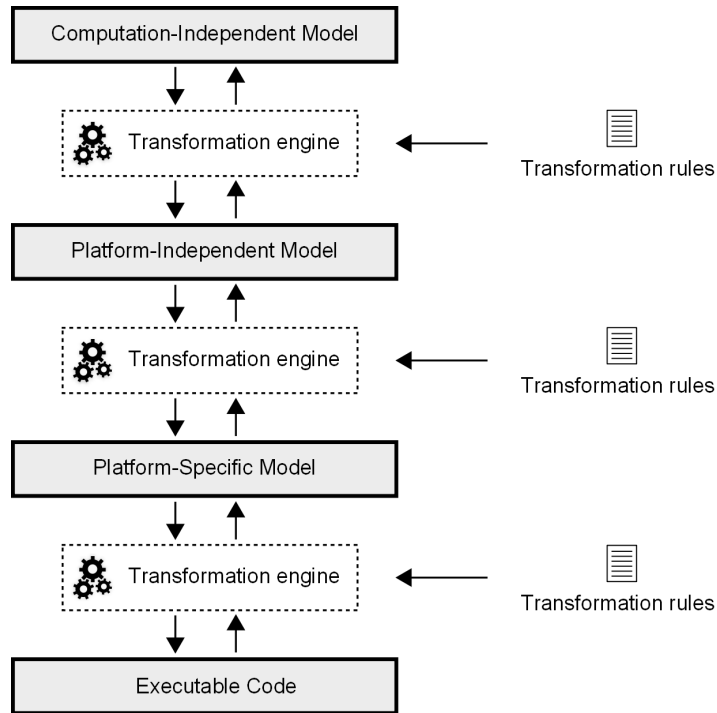 Computation-Independent Model
Transformation engine
Transformation rules
Platform-Independent Model
Transformation engine
Transformation rules
Platform-Specific Model
Transformation engine
Transformation rules
Executable Code